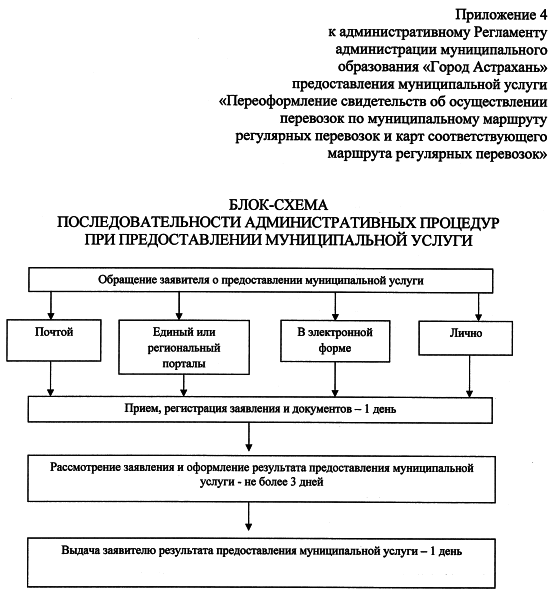 Приложение 4
к административному Регламенту
администрации муниципального
образования «Город Астрахань»
предоставления муниципальной услуги
«Переоформление свидетельств об осуществлении
перевозок по муниципальному маршруту
регулярных перевозок и карт соответствующего
маршрута регулярных перевозок»
БЛОК-СХЕМА
ПОСЛЕДОВАТЕЛЬНОСТИ АДМИНИСТРАТИВНЫХ ПРОЦЕДУР
ПРИ ПРЕДОСТАВЛЕНИИ МУНИЦИПАЛЬНОЙ УСЛУГИ
Обращение заявителя о предоставлении муниципальной услуги
Почтой
Единый или
региональный
порталы
В электронной
форме
Лично
Прием, регистрация заявления и документов – 1 день
Рассмотрение заявления и оформление результата предоставления муниципальной
услуги - не более 3 дней
Выдача заявителю результата предоставления муниципальной услуги – 1 день